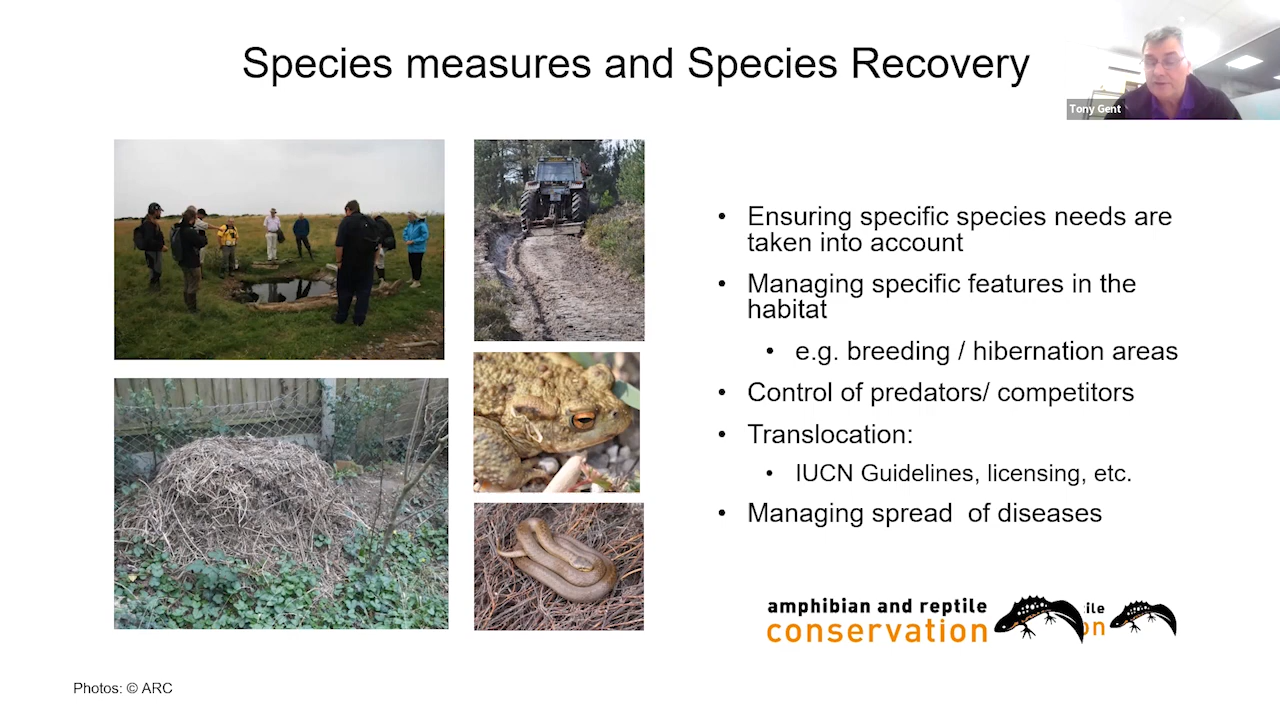 Species measures and Species Recovery
Tony Gent
• Ensuring specific species needs are
taken into account
• Managing specific features in the
habitat
• e.g. breeding / hibernation areas
• Control of predators/ competitors
• Translocation:
• IUCN Guidelines, licensing, etc.
• Managing spread  of diseases
amphibian and reptile
conservation
ile
on
Photos: © ARC